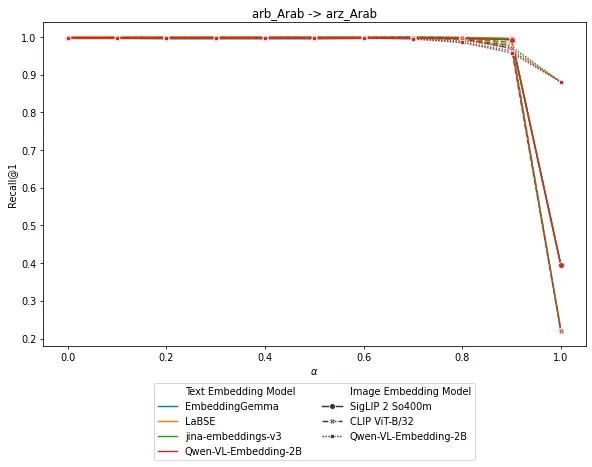 arb_Arab -> arz_Arab
Recall@1
1.0
0.9
0.8
0.7
0.6
0.5
0.4
0.3
0.2
0.0 0.2 0.4 0.6 0.8 1.0
α
Text Embedding Model
EmbeddingGemma
LaBSE
jina-embeddings-v3
Qwen-VL-Embedding-2B
Image Embedding Model
SigLIP 2 So400m
CLIP ViT-B/32
Qwen-VL-Embedding-2B